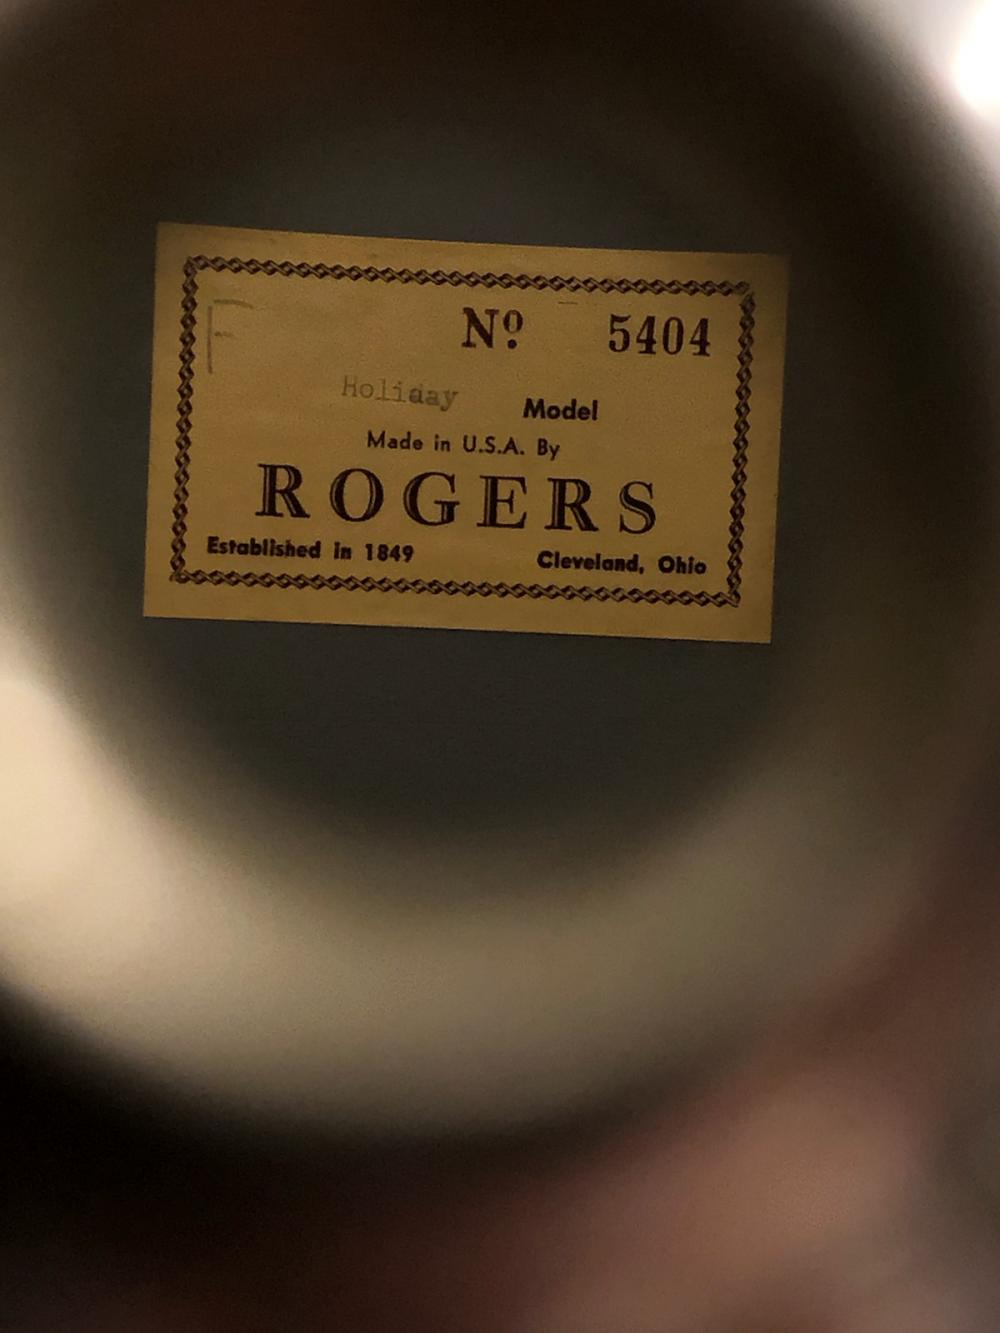 F
Nº 5404
Holiday Model
Made in U.S.A. By
ROGERS
Established in 1849 Cleveland, Ohio